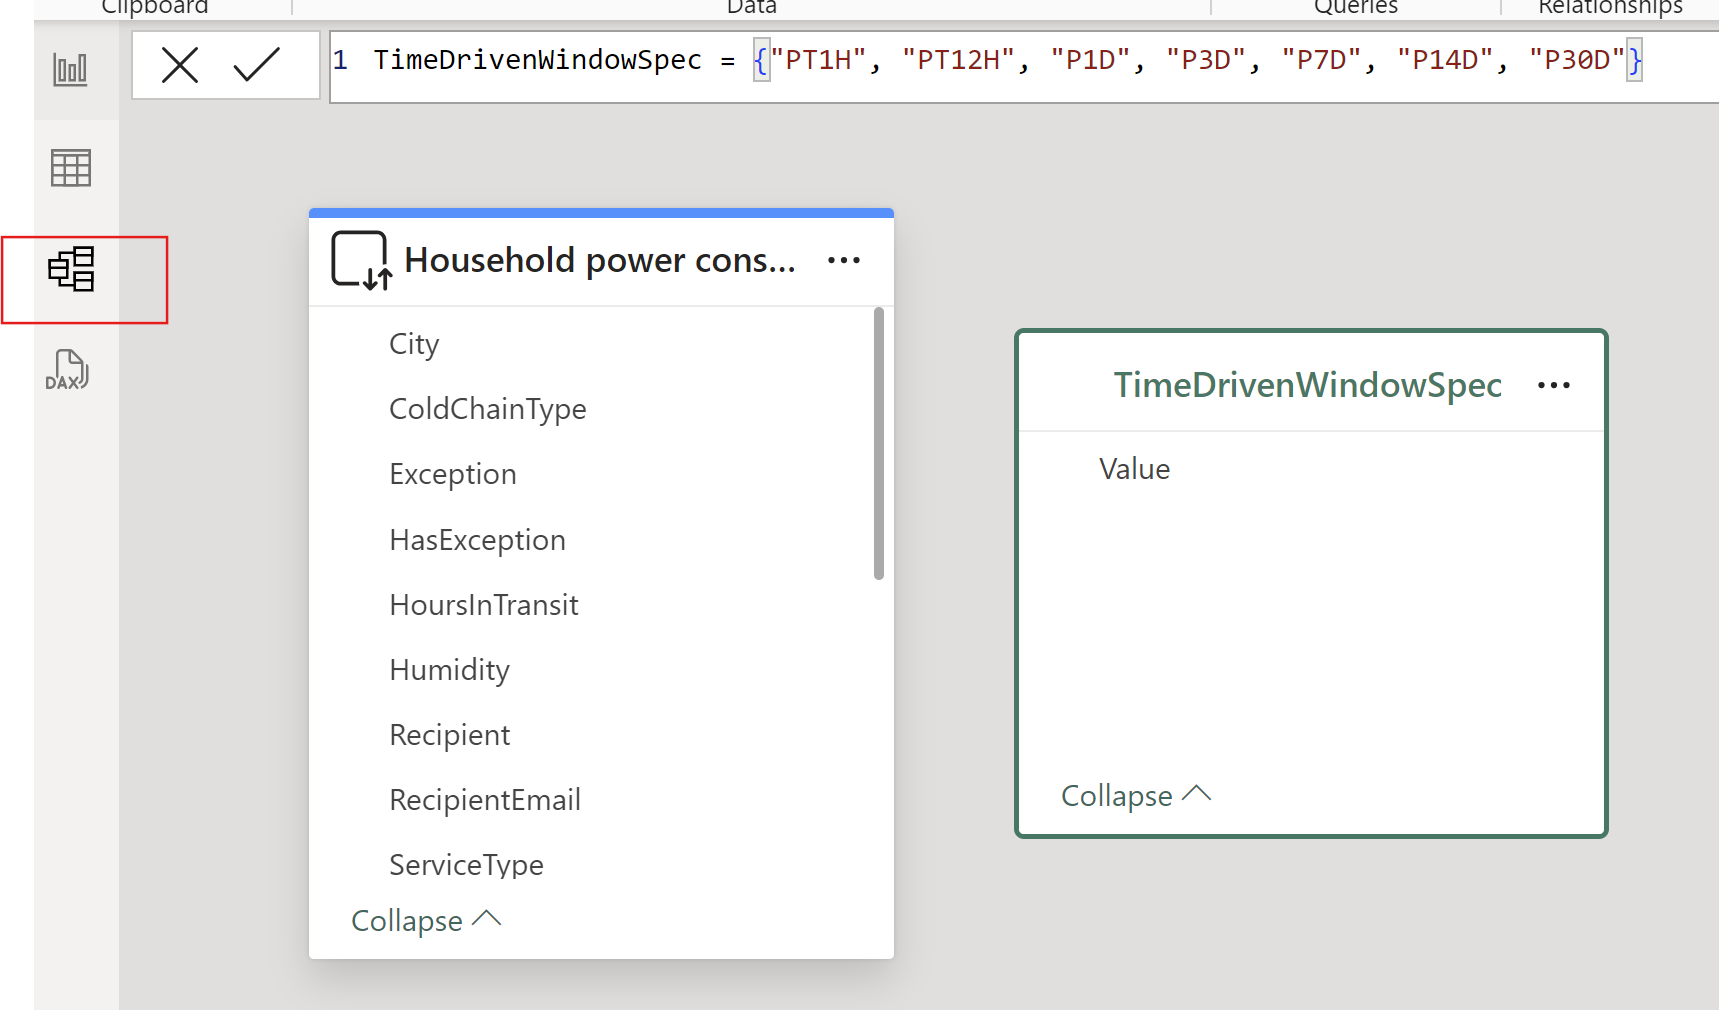 Clipboard
Data
Queries
Relationships
1 TimeDrivenWindowSpec = {"PT1H", "PT12H", "P1D", "P3D", "P7D", "P14D", "P30D"}
DAX
Household power cons...
City
ColdChainType
Exception
HasException
HoursInTransit
Humidity
Recipient
RecipientEmail
ServiceType
Collapse
TimeDrivenWindowSpec
Value
Collapse